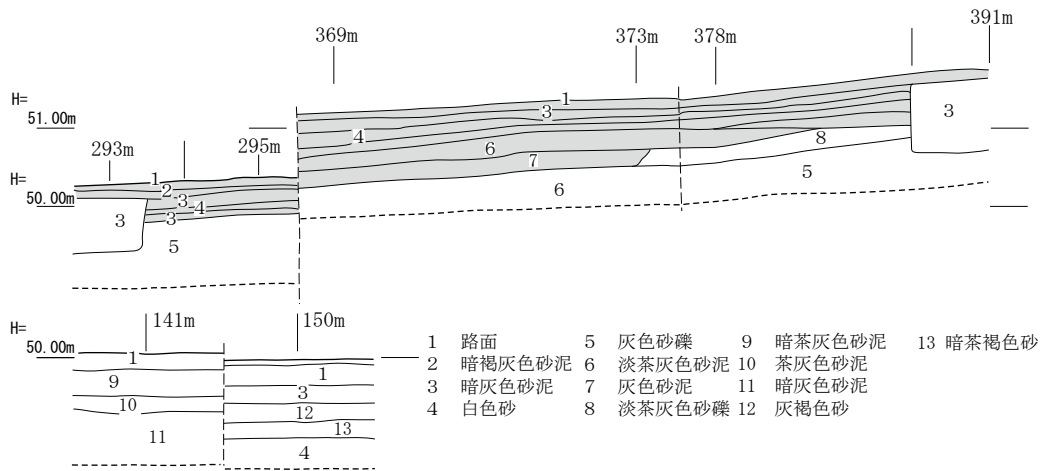 369m 373m 378m 391m
H=
51.00m
1
3
4
6
7
8
3
6
5
293m 295m
H=
50.00m
1
2
3
4
3
3
5
H=
50.00m
141m 150m
1
9
10
11
1
3
12
13
4
1 路面 5 灰色砂礫 9 暗茶灰色砂泥 13 暗茶褐色砂
2 暗褐灰色砂泥 6 淡茶灰色砂泥 10 茶灰色砂泥
3 暗灰色砂泥 7 灰色砂泥 11 暗灰色砂泥
4 白色砂 8 淡茶灰色砂礫 12 灰褐色砂